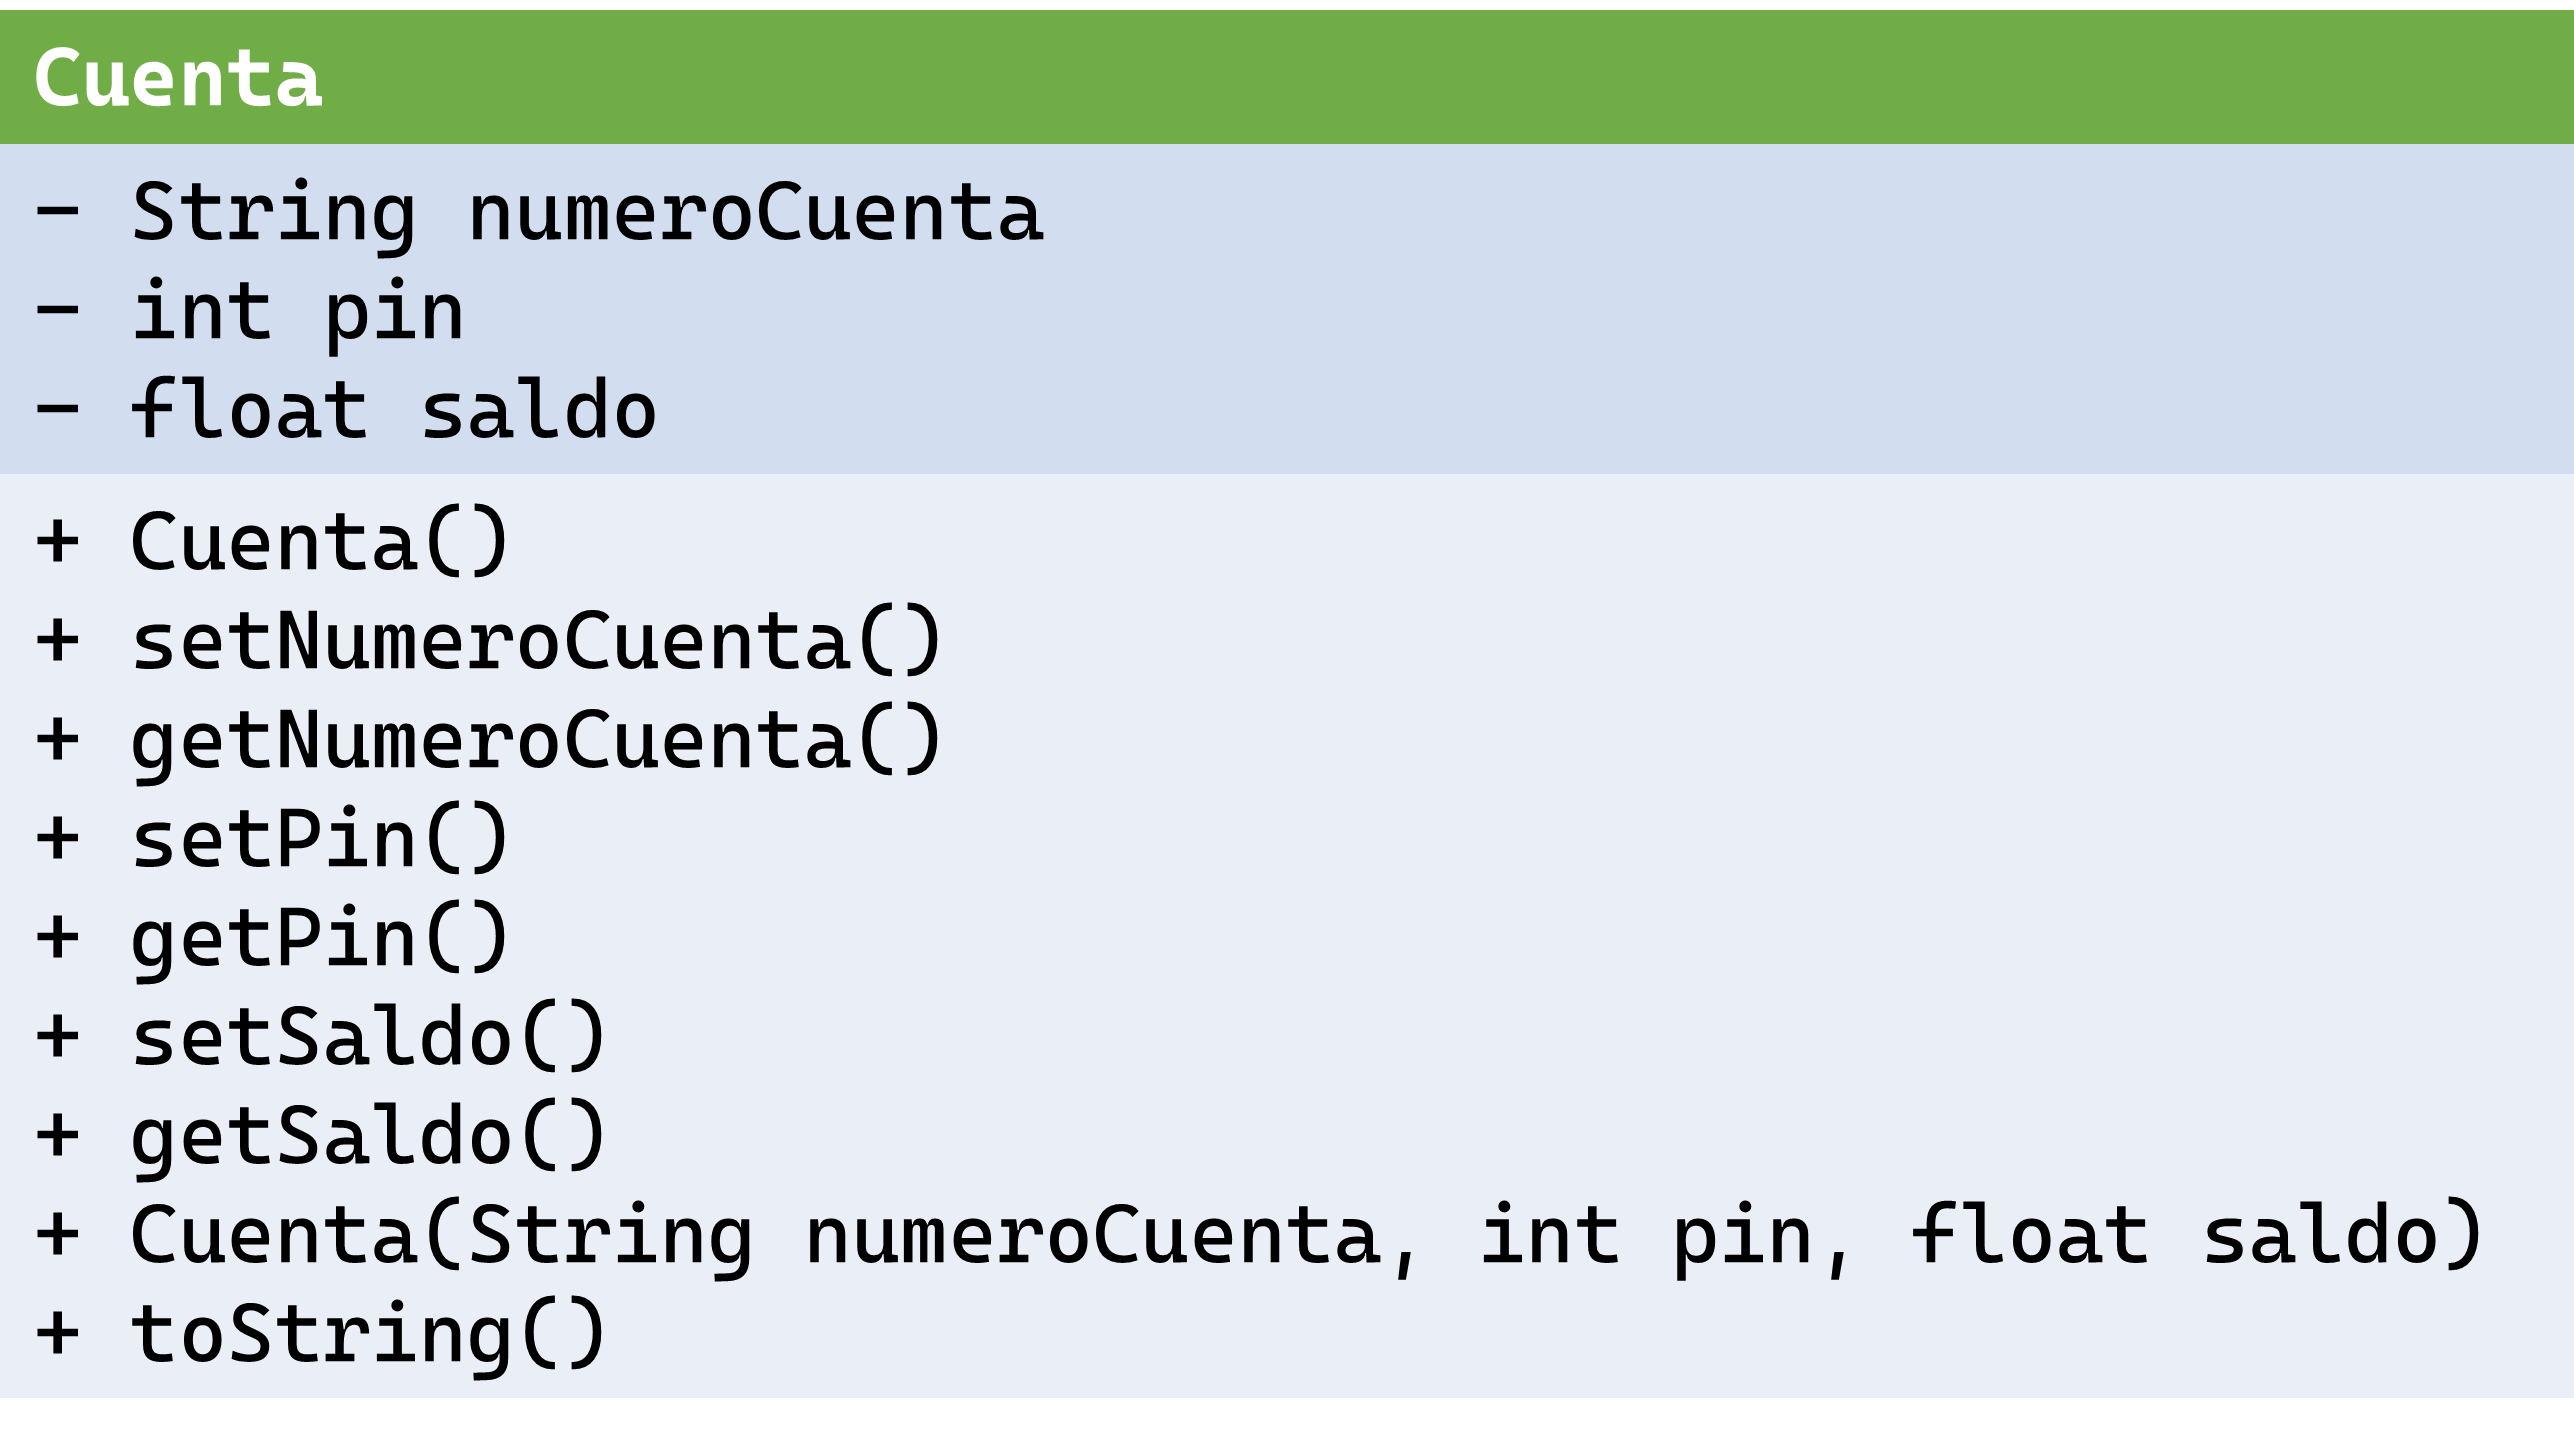 Cuenta
- String numeroCuenta
- int pin
- float saldo
+ Cuenta()
+ setNumeroCuenta()
+ getNumeroCuenta()
+ setPin()
+ getPin()
+ setSaldo()
+ getSaldo()
+ Cuenta(String numeroCuenta, int pin, float saldo)
+ toString()